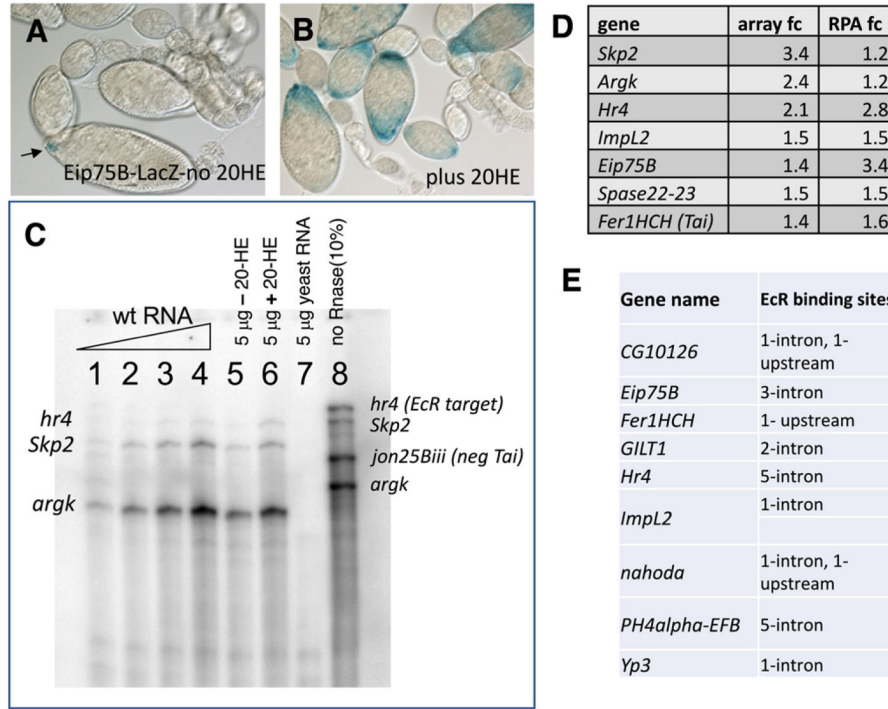 A
Eip75B-LacZ-no 20HE
B
plus 20HE
C
wt RNA
5 µg – 20-HE
5 µg + 20-HE
5 µg yeast RNA
no Rnase(10%)
1 2 3 4 5 6 7 8
hr4
Skp2
argk
hr4 (EcR target)
Skp2
jon25Biii (neg Tai)
argk
D
gene array fc RPA fc
Skp2 3.4 1.2
Argk 2.4 1.2
Hr4 2.1 2.8
ImpL2 1.5 1.5
Eip75B 1.4 3.4
Spase22-23 1.5 1.5
Fer1HCH (Tai) 1.4 1.6
E
Gene name EcR binding sites
CG10126 1-intron, 1-
upstream
Eip75B 3-intron
Fer1HCH 1- upstream
GILT1 2-intron
Hr4 5-intron
ImpL2 1-intron
nahoda 1-intron, 1-
upstream
PH4alpha-EFB 5-intron
Yp3 1-intron